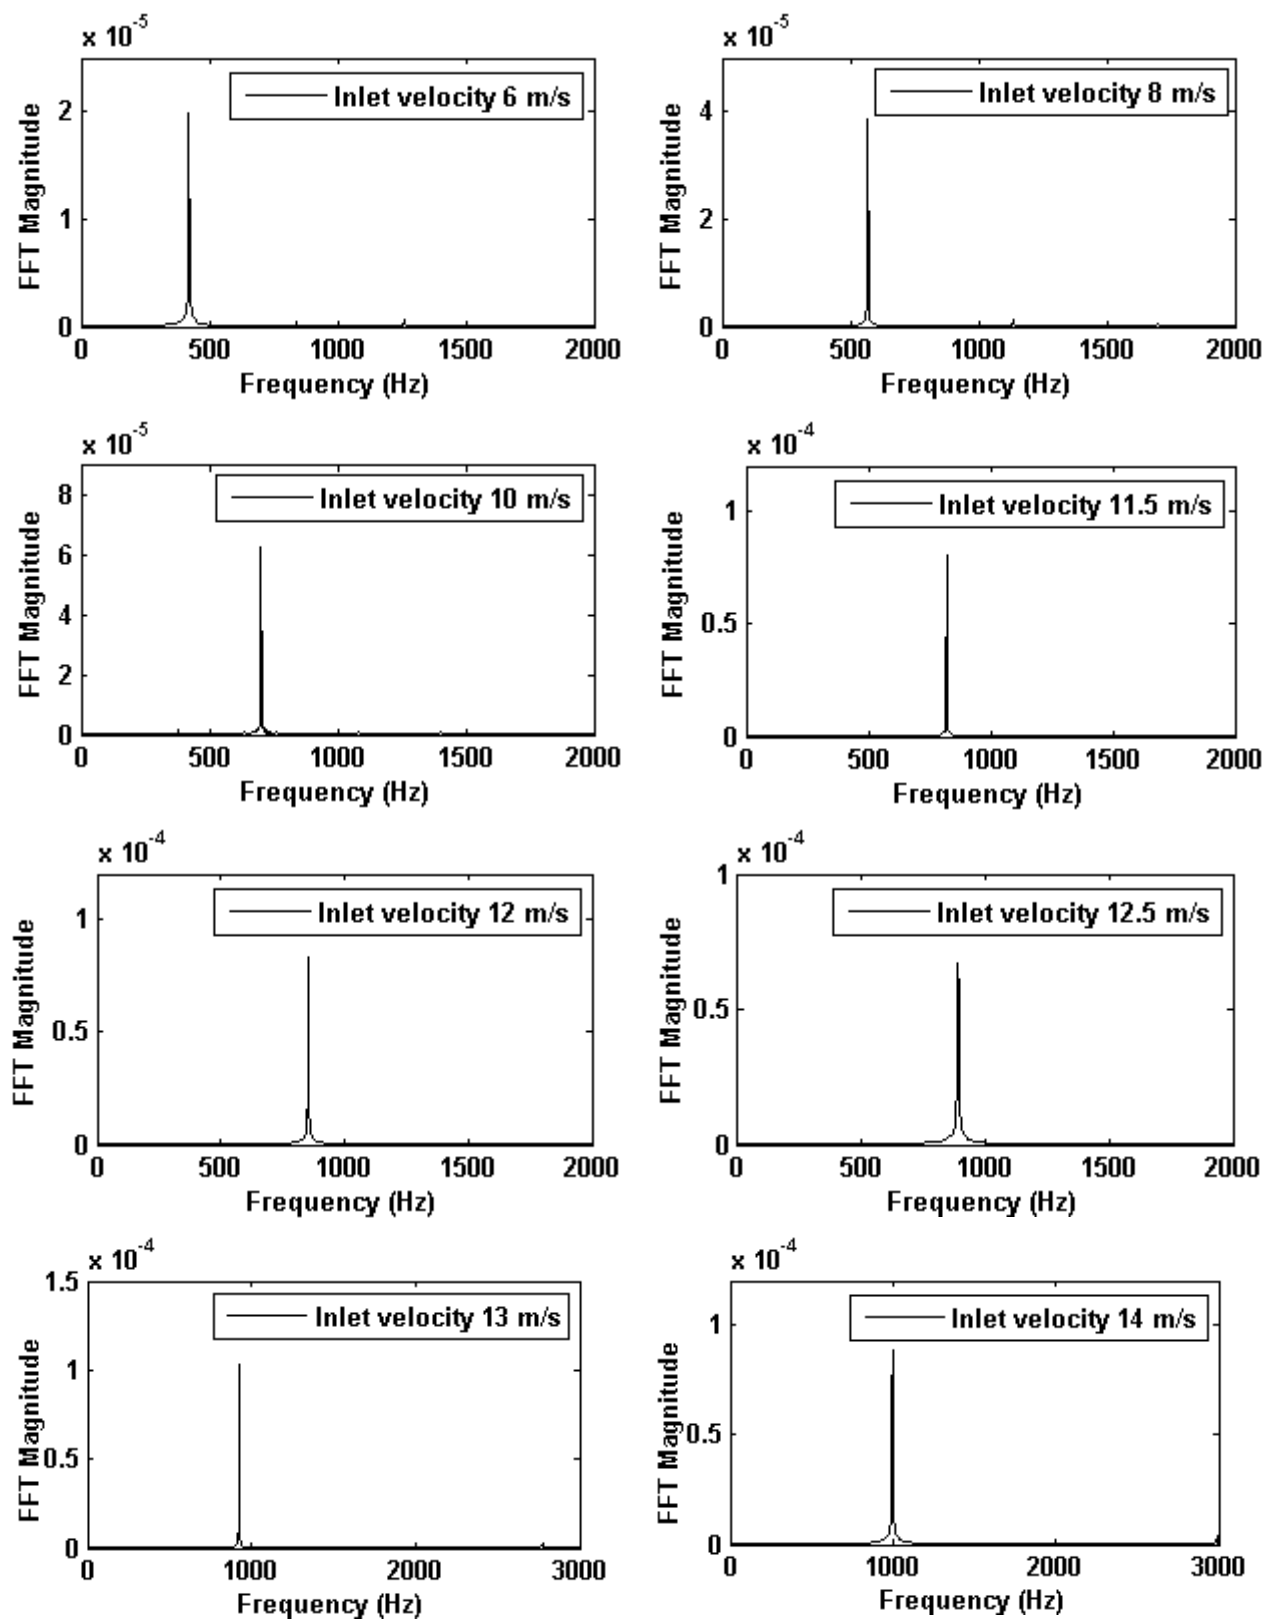 x 10^-5
Inlet velocity 6 m/s
2
1
0
FFT Magnitude
0 500 1000 1500 2000
Frequency (Hz)
x 10^-5
Inlet velocity 8 m/s
4
2
0
FFT Magnitude
0 500 1000 1500 2000
Frequency (Hz)
x 10^-5
Inlet velocity 10 m/s
8
6
4
2
0
FFT Magnitude
0 500 1000 1500 2000
Frequency (Hz)
x 10^-4
Inlet velocity 11.5 m/s
1
0.5
0
FFT Magnitude
0 500 1000 1500 2000
Frequency (Hz)
x 10^-4
Inlet velocity 12 m/s
1
0.5
0
FFT Magnitude
0 500 1000 1500 2000
Frequency (Hz)
x 10^-4
1
Inlet velocity 12.5 m/s
0.5
0
FFT Magnitude
0 500 1000 1500 2000
Frequency (Hz)
x 10^-4
1.5
Inlet velocity 13 m/s
1
0.5
0
FFT Magnitude
0 1000 2000 3000
Frequency (Hz)
x 10^-4
Inlet velocity 14 m/s
1
0.5
0
FFT Magnitude
0 1000 2000 3000
Frequency (Hz)